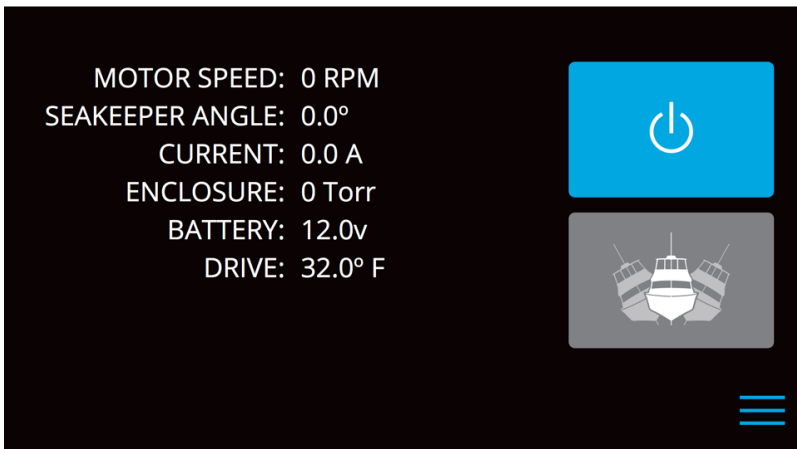 MOTOR SPEED: 0 RPM
SEAKEEPER ANGLE: 0.0º
CURRENT: 0.0 A
ENCLOSURE: 0 Torr
BATTERY: 12.0v
DRIVE: 32.0º F